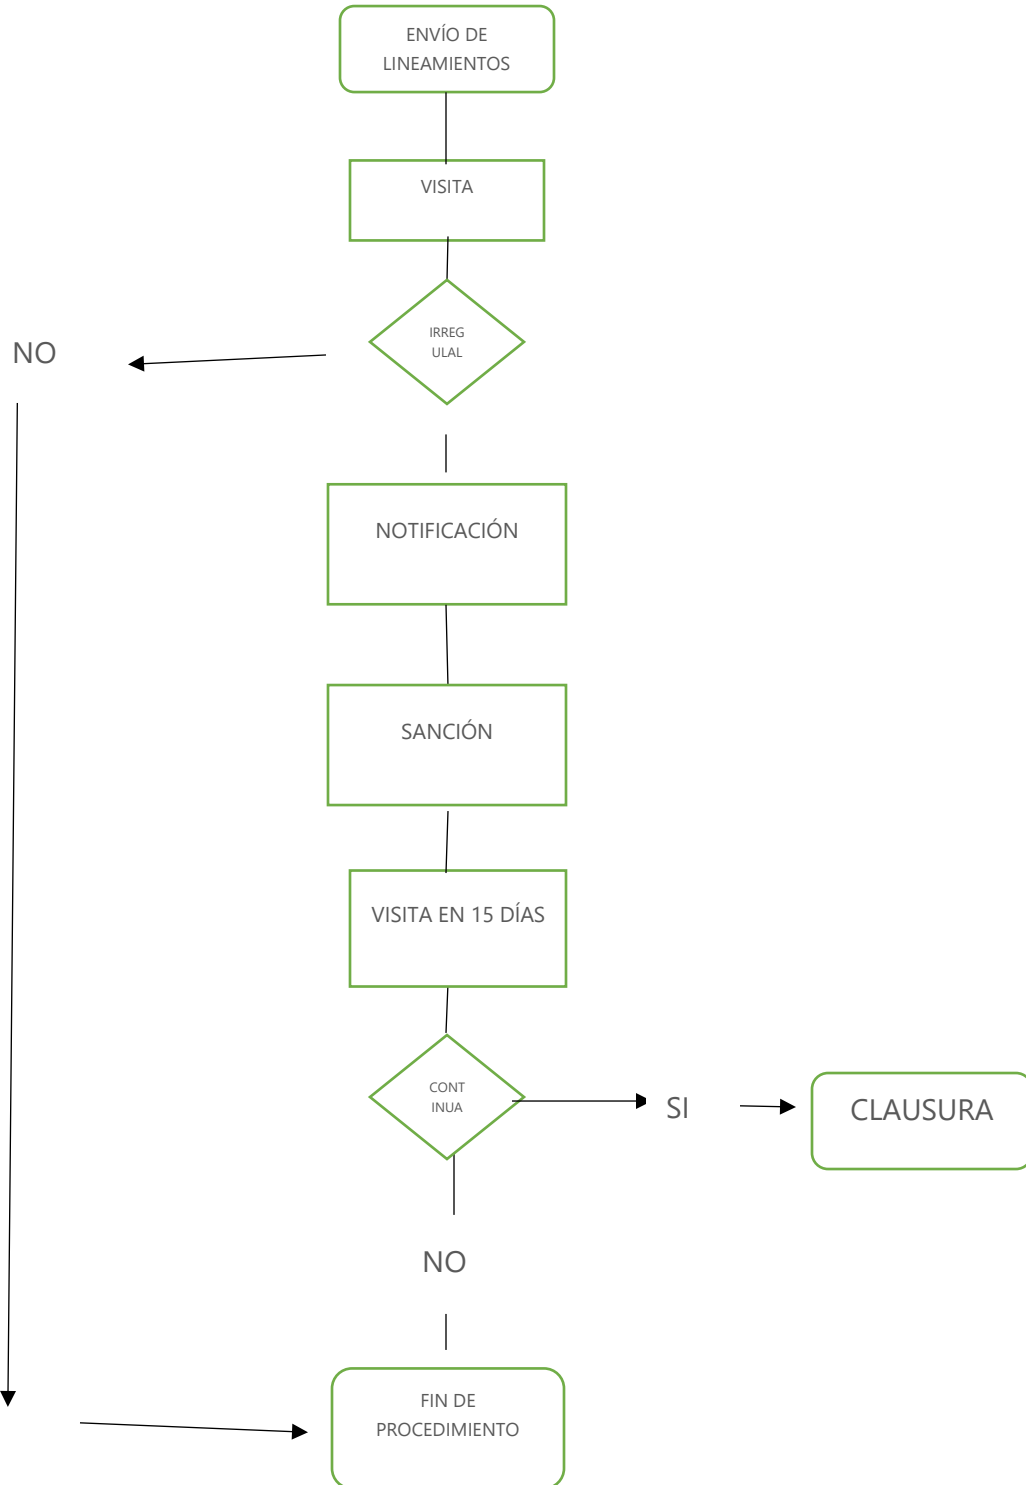 ENVÍO DE
LINEAMIENTOS
VISITA
IRREG
ULAL
NO
NOTIFICACIÓN
SANCIÓN
VISITA EN 15 DÍAS
CONT
INUA
SI
CLAUSURA
NO
FIN DE
PROCEDIMIENTO